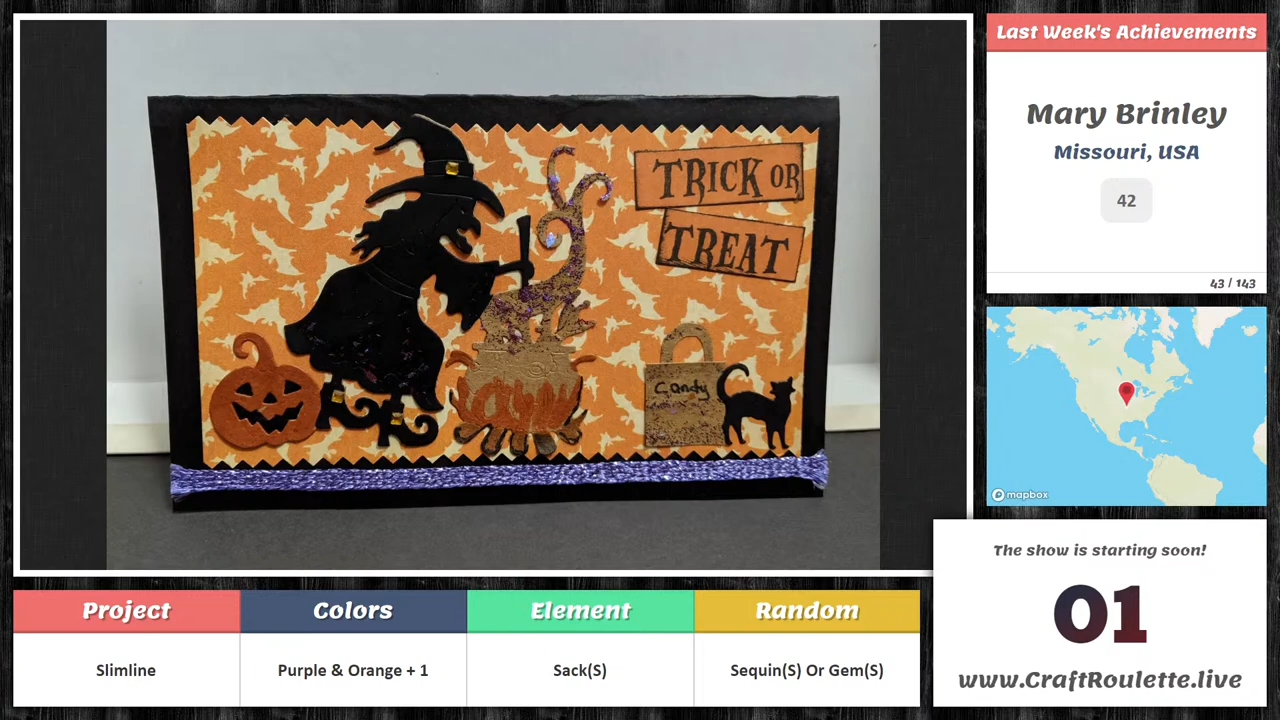 Last Week's Achievements
Mary Brinley
Missouri, USA
42
43 / 143
TRICK OR
TREAT
Candy
mapbox
The show is starting soon!
01
www.CraftRoulette.live
Project
Colors
Element
Random
Slimline
Purple & Orange + 1
Sack(S)
Sequin(S) Or Gem(S)